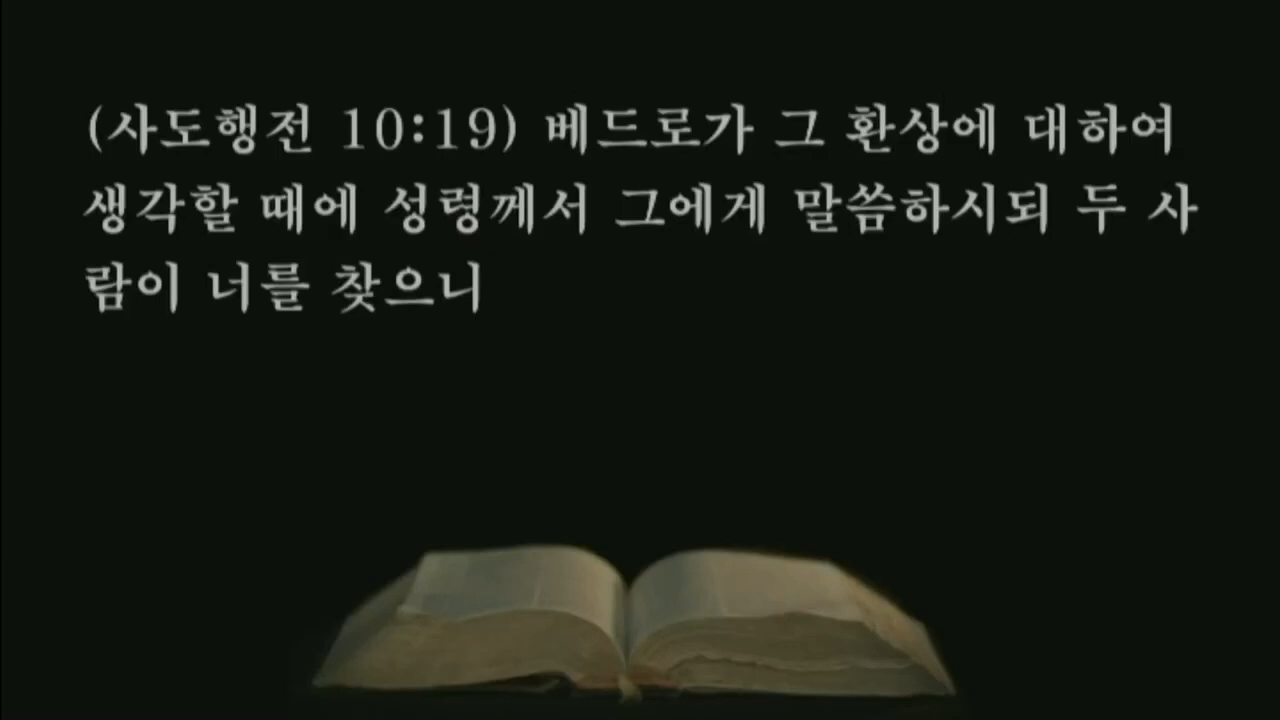 (사도행전 10:19) 베드로가 그 환상에 대하여
생각할 때에 성령께서 그에게 말씀하시되 두 사
람이 너를 찾으니